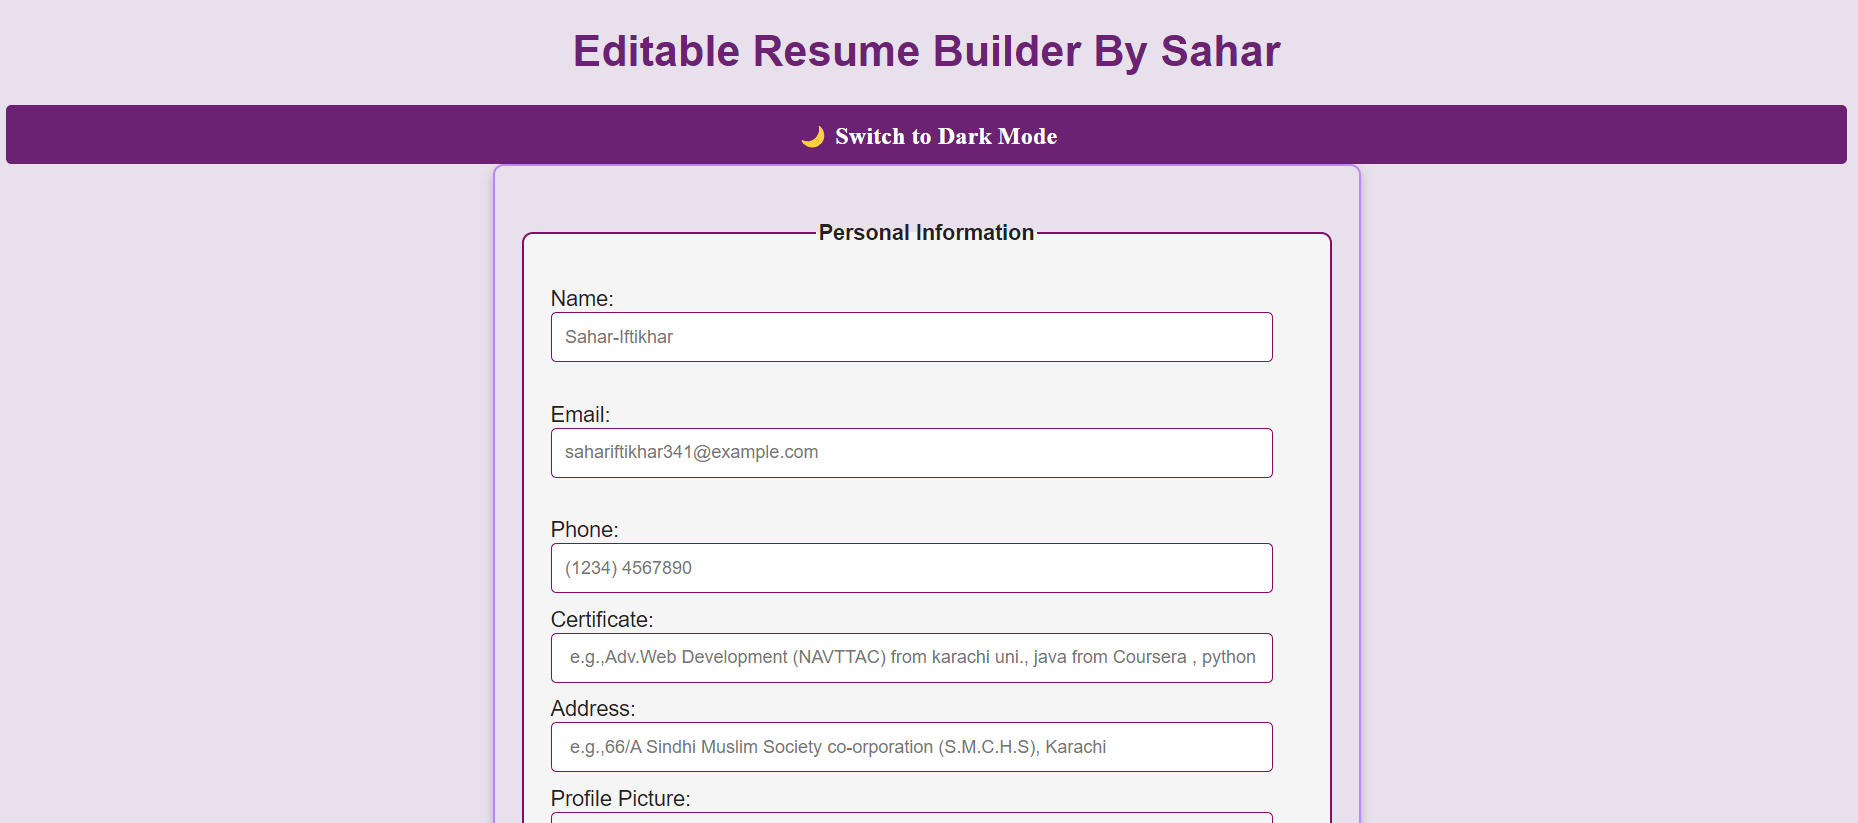 Editable Resume Builder By Sahar
🌙 Switch to Dark Mode
Personal Information
Name:
Sahar-Iftikhar
Email:
sahariftikhar341@example.com
Phone:
(1234) 4567890
Certificate:
e.g.,Adv.Web Development (NAVTTAC) from karachi uni., java from Coursera , python
Address:
e.g.,66/A Sindhi Muslim Society co-orporation (S.M.C.H.S), Karachi
Profile Picture: